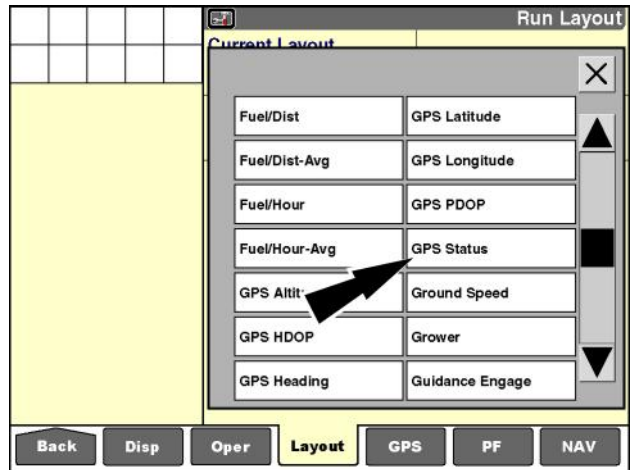 Run Layout
Current Layout
Fuel/Dist
GPS Latitude
Fuel/Dist-Avg
GPS Longitude
Fuel/Hour
GPS PDOP
Fuel/Hour-Avg
GPS Status
GPS
Ground Speed
GPS HDOP
Grower
GPS Heading
Guidance Engage
Back Disp Oper Layout GPS PF NAV